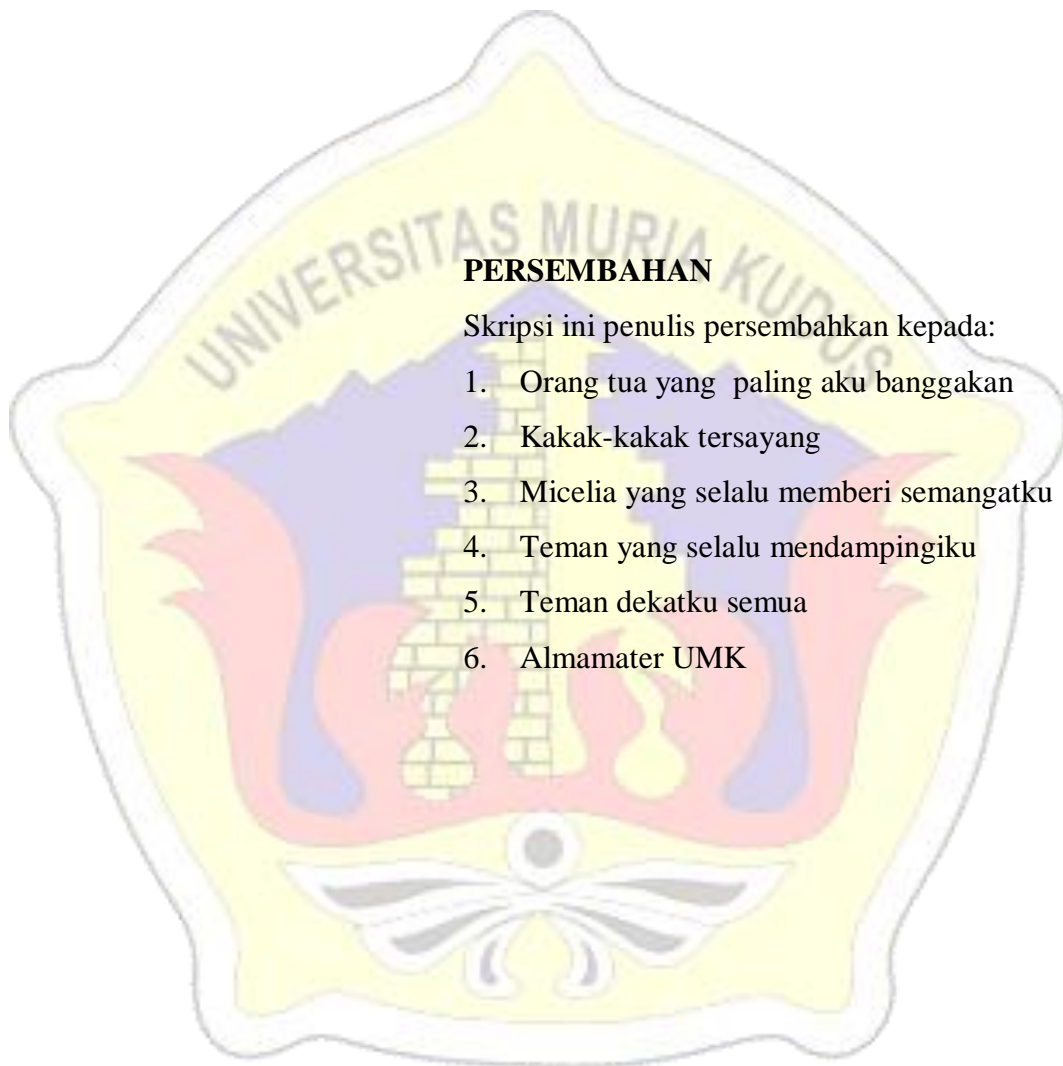 UNIVERSITAS MURIA KUDUS
PERSEMBAHAN
Skripsi ini penulis persembahkan kepada:
1. Orang tua yang paling aku banggakan
2. Kakak-kakak tersayang
3. Micelia yang selalu memberi semangatku
4. Teman yang selalu mendampingiku
5. Teman dekatku semua
6. Almamater UMK